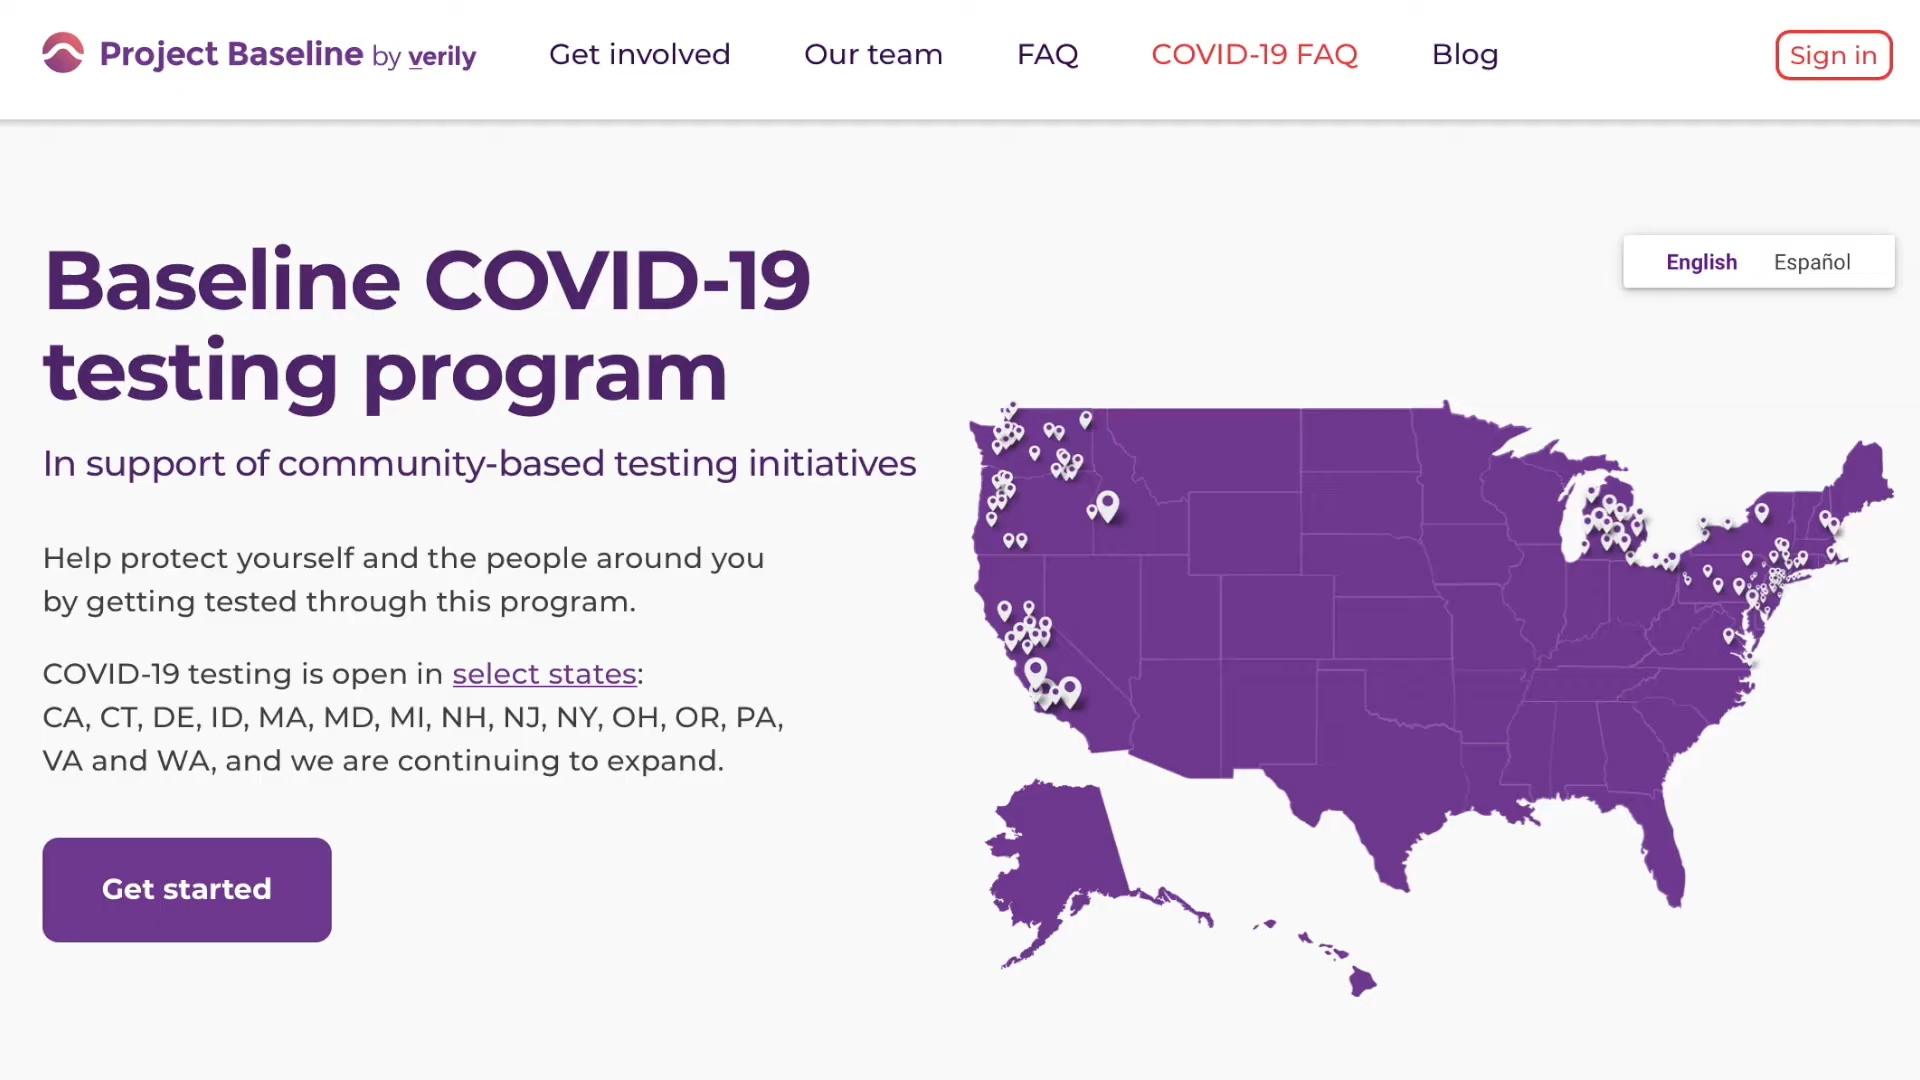 Project Baseline by verily
Get involved
Our team
FAQ
COVID-19 FAQ
Blog
Sign in
English
Español
Baseline COVID-19
testing program
In support of community-based testing initiatives
Help protect yourself and the people around you
by getting tested through this program.
COVID-19 testing is open in select states:
CA, CT, DE, ID, MA, MD, MI, NH, NJ, NY, OH, OR, PA,
VA and WA, and we are continuing to expand.
Get started